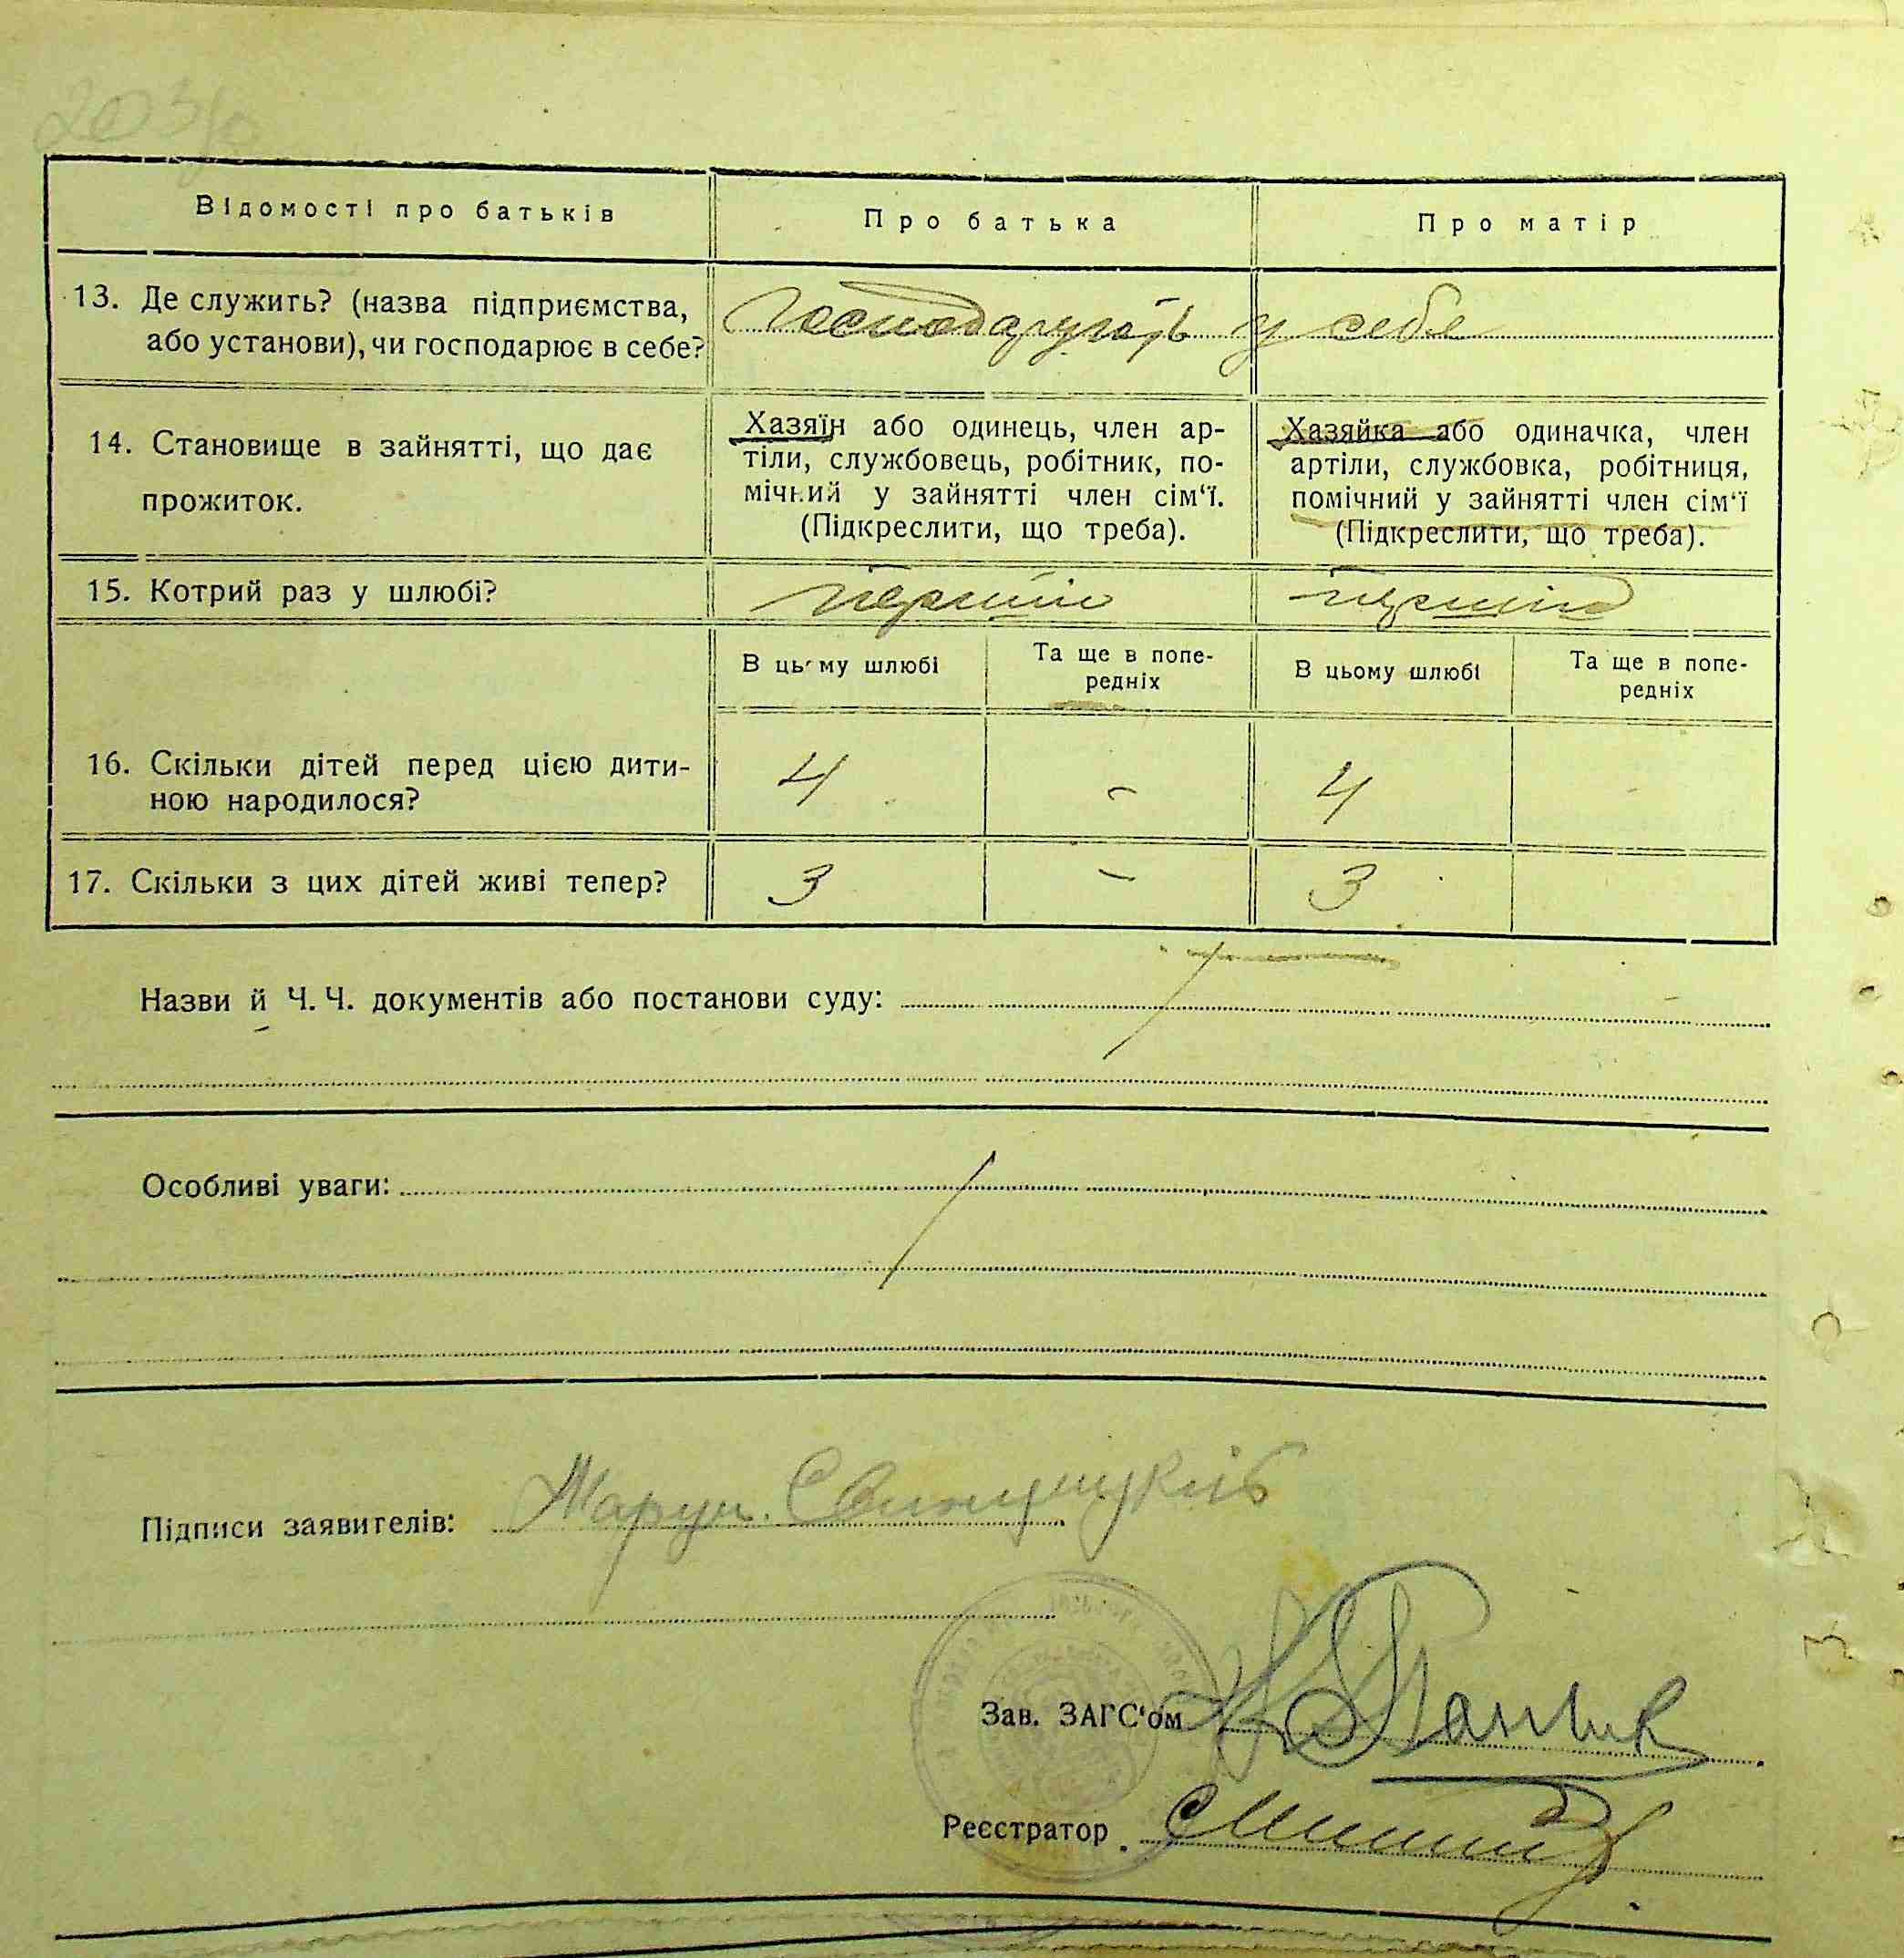 Відомості про батьків
Про батька
Про матір
13. Де служить? (назва підприємства,
або установи), чи господарює в себе?
Господарують у себе
14. Становище в зайнятті, що дає
прожиток.
Хазяїн або одинець, член ар-
тіли, службовець, робітник, по-
мічний у зайнятті член сім‘ї.
(Підкреслити, що треба).
Хазяйка або одиначка, член
артіли, службовка, робітниця,
помічний у зайнятті член сім‘ї
(Підкреслити, що треба).
15. Котрий раз у шлюбі?
перший
перший
В цьому шлюбі
Та ще в попе-
редніх
В цьому шлюбі
Та ще в попе-
редніх
16. Скільки дітей перед цією дити-
ною народилося?
4 - 4
17. Скільки з цих дітей живі тепер?
3 - 3
Назви й Ч. Ч. документів або постанови суду:
Особливі уваги:
Підписи заявителів:
Зав. ЗАГС‘ом
Реєстратор